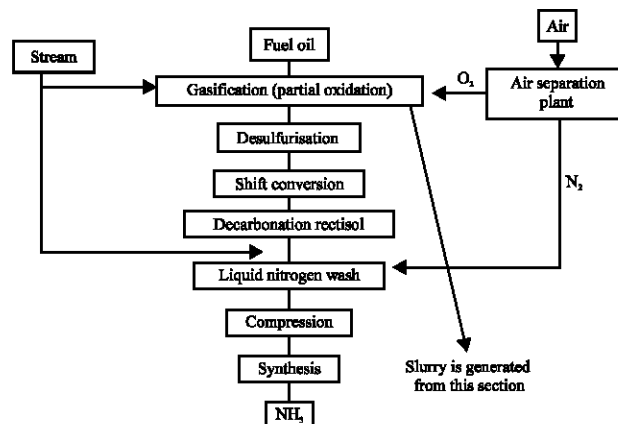 Air
Fuel oil
Stream
Gasification (partial oxidation)
O₂
Air separation
plant
Desulfurisation
N₂
Shift conversion
Decarbonation rectisol
Liquid nitrogen wash
Compression
Synthesis
Slurry is generated
from this section
NH₃